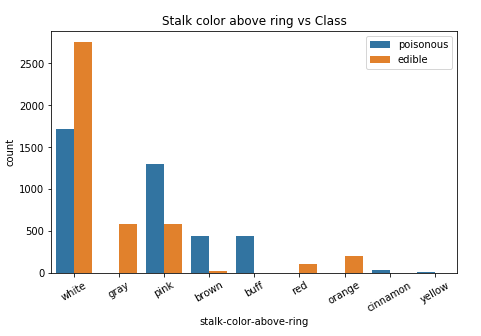 Stalk color above ring vs Class
poisonous
edible
count
2500
2000
1500
1000
500
0
white
gray
pink
brown
buff
red
orange
cinnamon
yellow
stalk-color-above-ring